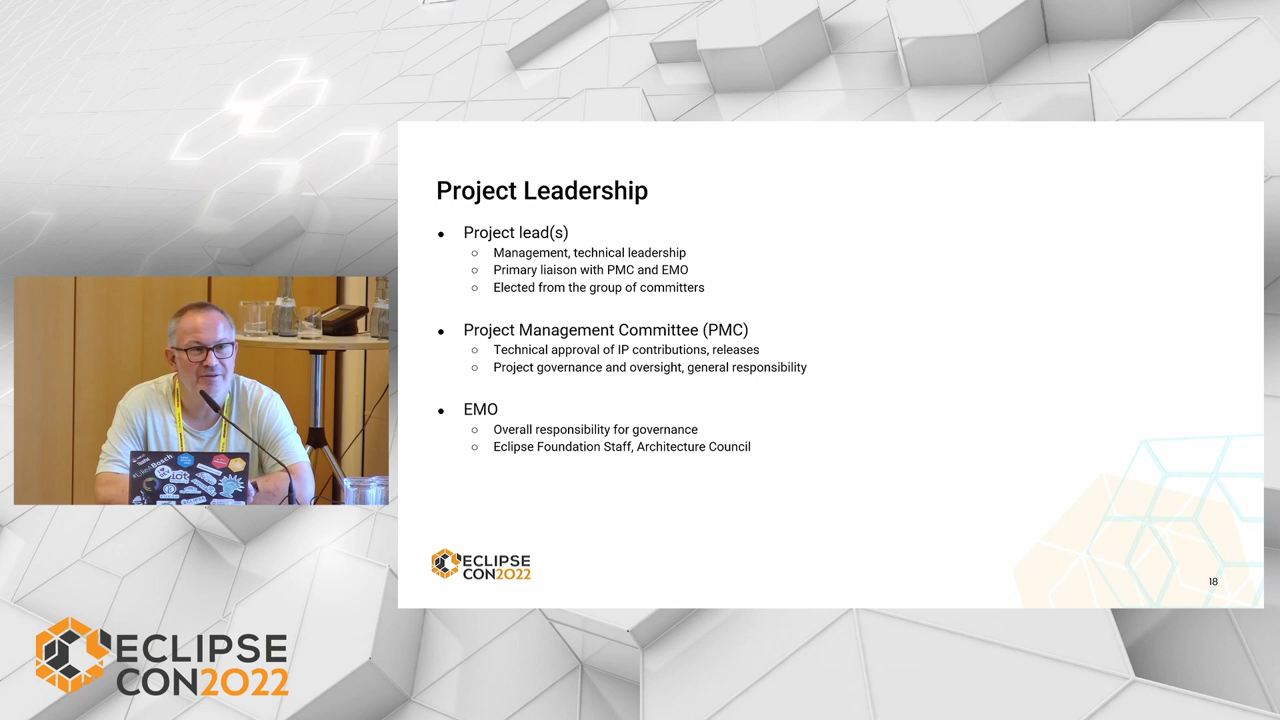 Project Leadership
● Project lead(s)
○ Management, technical leadership
○ Primary liaison with PMC and EMO
○ Elected from the group of committers
● Project Management Committee (PMC)
○ Technical approval of IP contributions, releases
○ Project governance and oversight, general responsibility
● EMO
○ Overall responsibility for governance
○ Eclipse Foundation Staff, Architecture Council
ECLIPSE
CON2022
18
#LikeABosch
IoT
ECLIPSE
CON2022